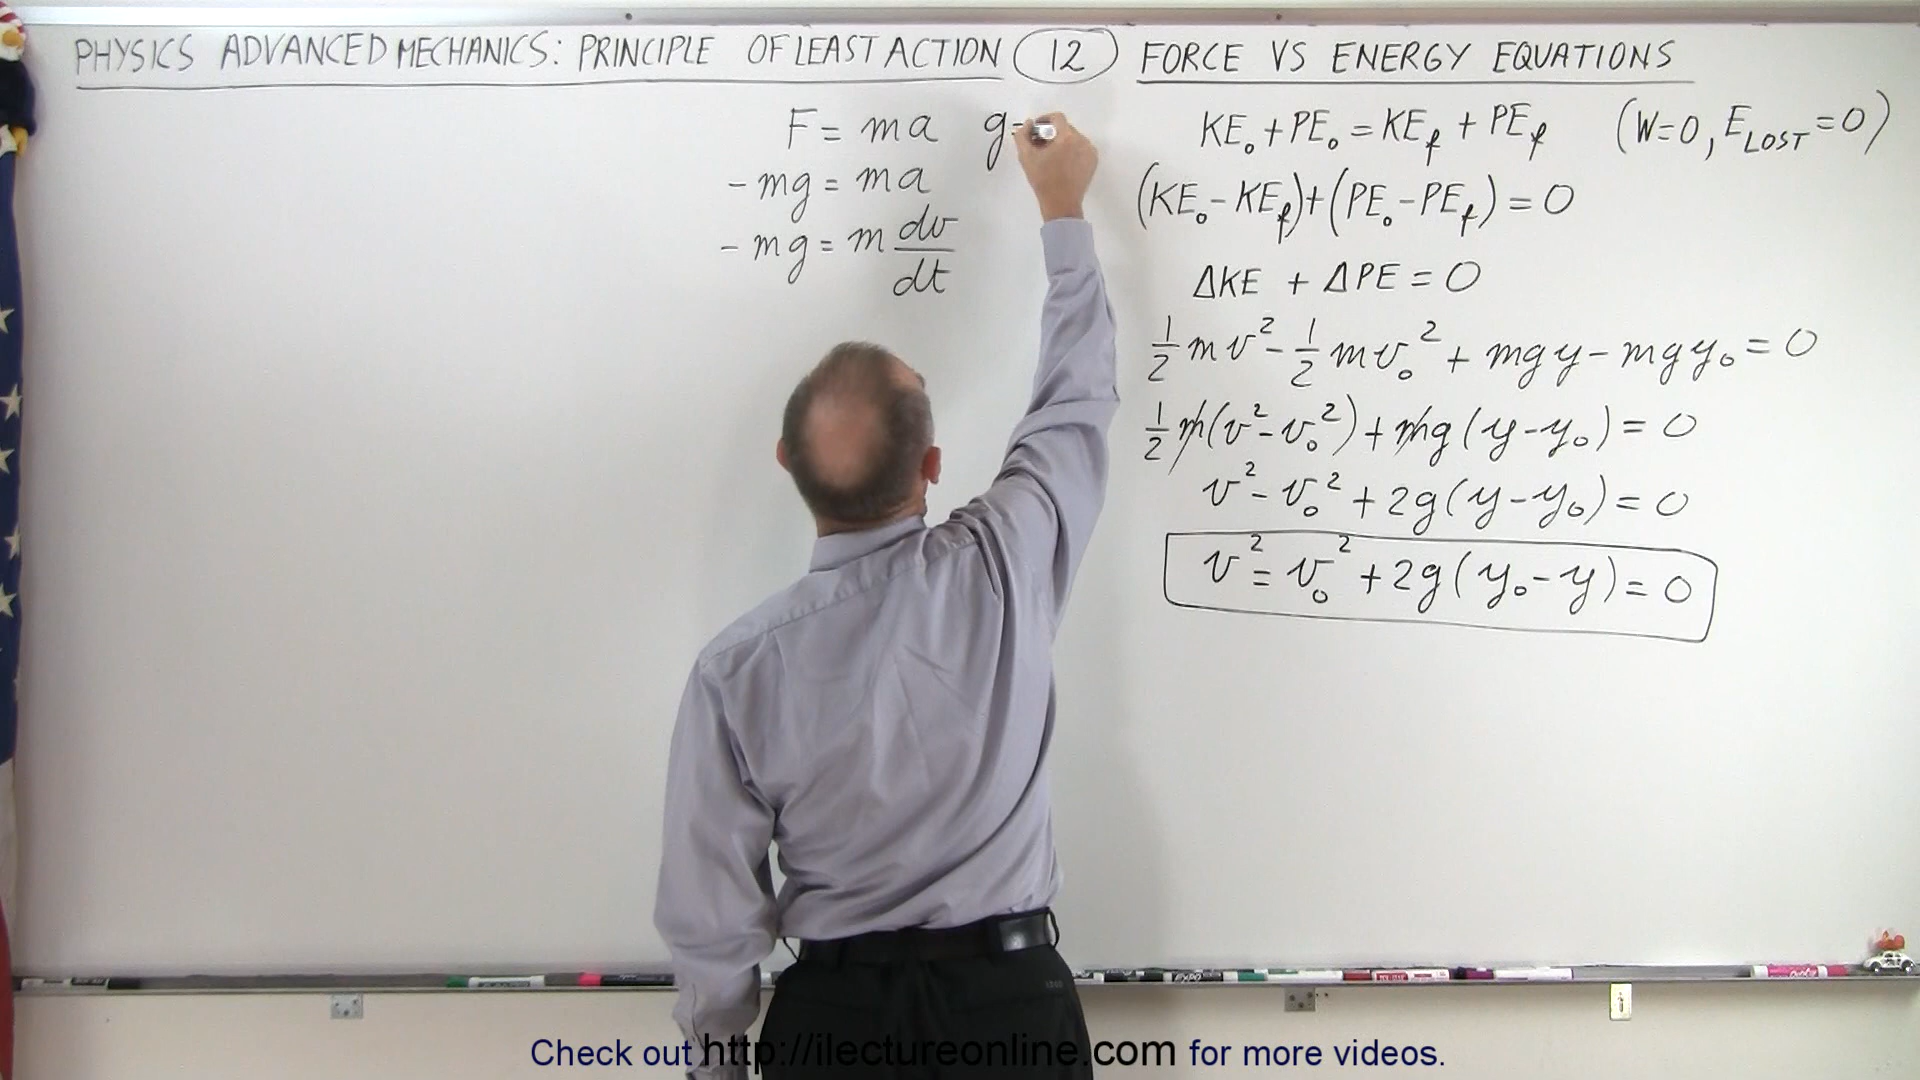 PHYSICS ADVANCED MECHANICS: PRINCIPLE OF LEAST ACTION 12 FORCE VS ENERGY EQUATIONS
F = ma g=
-mg = ma
-mg = m dv/dt
KE₀ + PE₀ = KE_f + PE_f (W=0, E_LOST = 0)
(KE₀ - KE_f) + (PE₀ - PE_f) = 0
ΔKE + ΔPE = 0
1/2 mv² - 1/2 mv₀² + mgy - mgy₀ = 0
1/2 m(v² - v₀²) + mg(y - y₀) = 0
v² - v₀² + 2g(y - y₀) = 0
v² = v₀² + 2g(y₀ - y) = 0
EXPO
Check out http://ilectureonline.com for more videos.